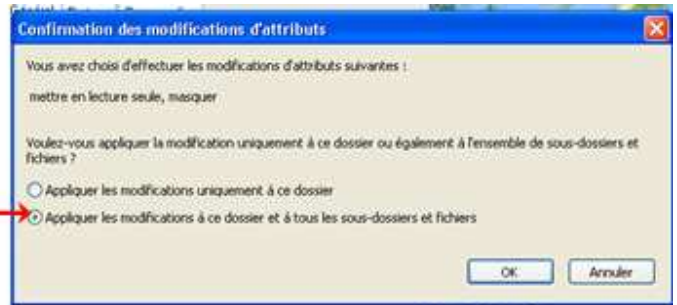 Général
Confirmation des modifications d'attributs
Vous avez choisi d'effectuer les modifications d'attributs suivantes :
mettre en lecture seule, masquer
Voulez-vous appliquer la modification uniquement à ce dossier ou également à l'ensemble de sous-dossiers et
fichiers ?
Appliquer les modifications uniquement à ce dossier
Appliquer les modifications à ce dossier et à tous les sous-dossiers et fichiers
OK
Annuler